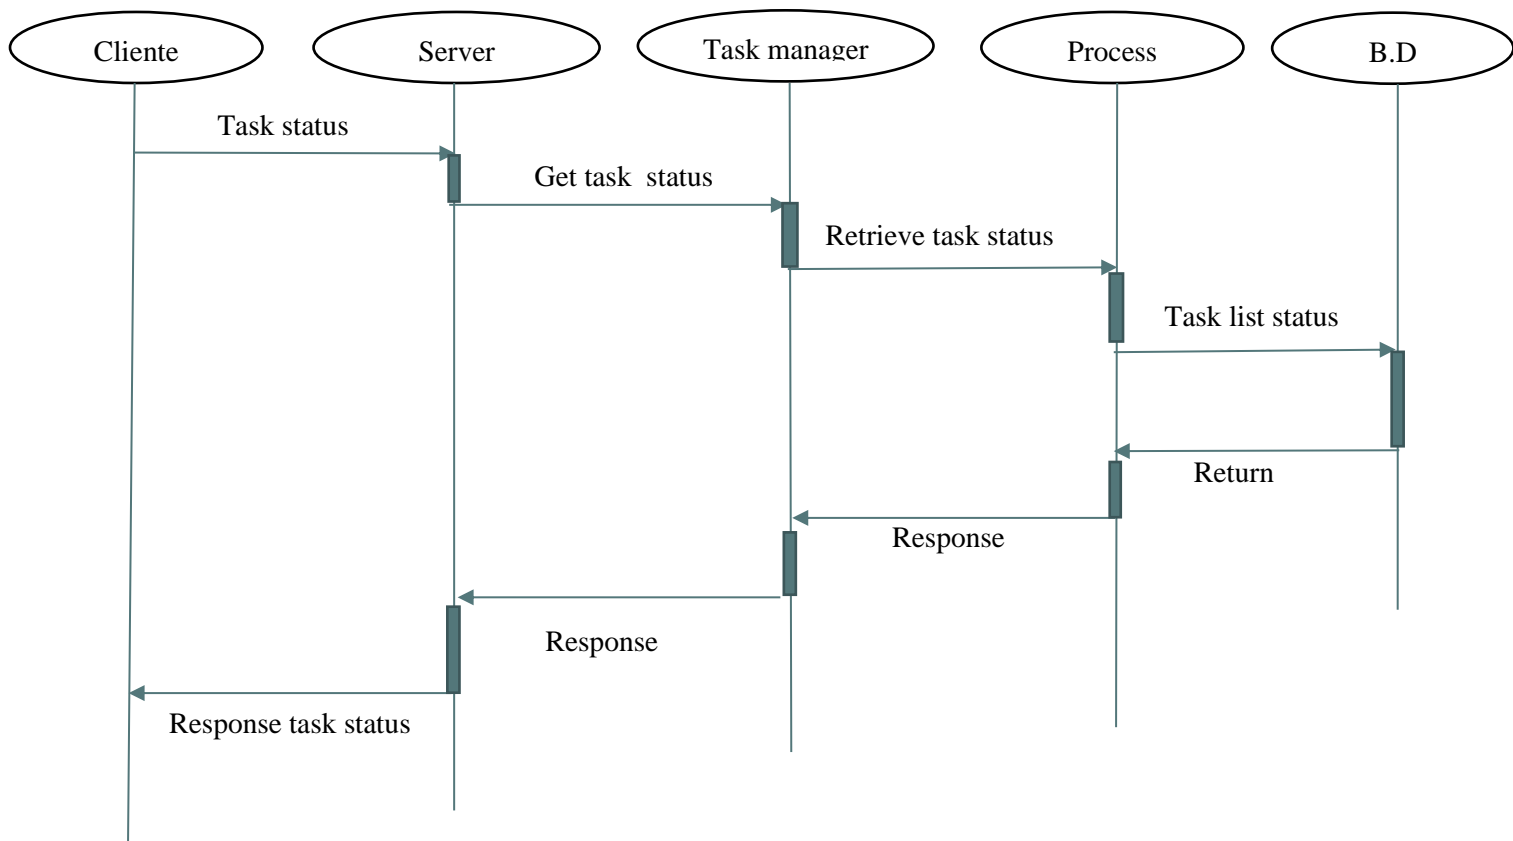 Cliente
Server
Task manager
Process
B.D
Task status
Get task  status
Retrieve task status
Task list status
Return
Response
Response
Response task status